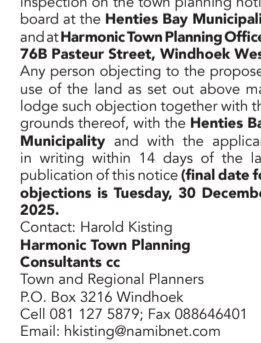 inspection on the town planning noti
board at the Henties Bay Municipali
and at Harmonic Town Planning Office
76B Pasteur Street, Windhoek Wes
Any person objecting to the propose
use of the land as set out above ma
lodge such objection together with th
grounds thereof, with the Henties Ba
Municipality and with the applica
in writing within 14 days of the la
publication of this notice (final date fo
objections is Tuesday, 30 Decembe
2025.
Contact: Harold Kisting
Harmonic Town Planning
Consultants cc
Town and Regional Planners
P.O. Box 3216 Windhoek
Cell 081 127 5879; Fax 088646401
Email: hkisting@namibnet.com